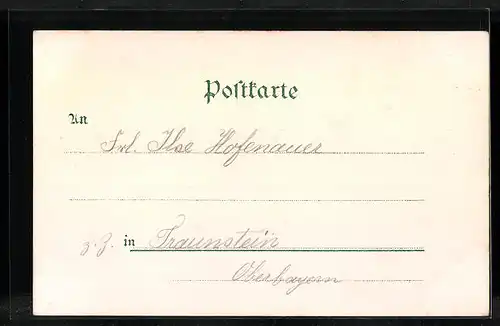 Postkarte
An
Frl. Ilse Hofenauer
z. Z. in Traunstein
Oberbayern